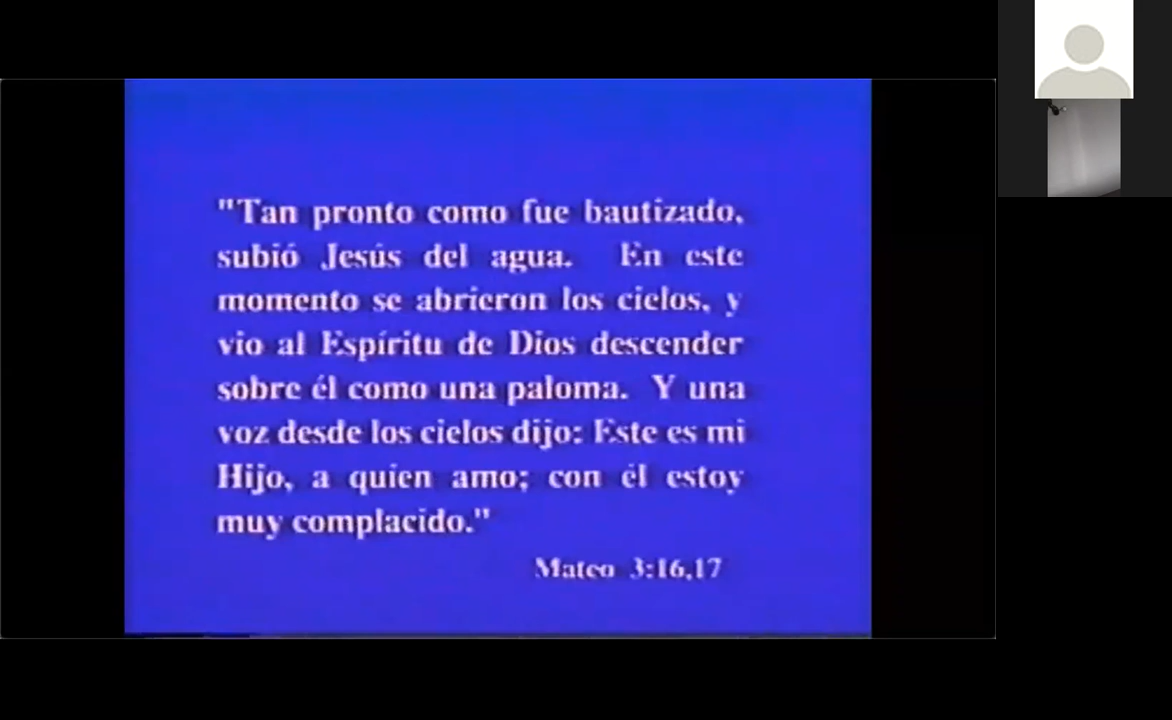 "Tan pronto como fue bautizado,
subió Jesús del agua. En este
momento se abrieron los cielos, y
vio al Espíritu de Dios descender
sobre él como una paloma. Y una
voz desde los cielos dijo: Este es mi
Hijo, a quien amo; con él estoy
muy complacido."
Mateo 3:16,17